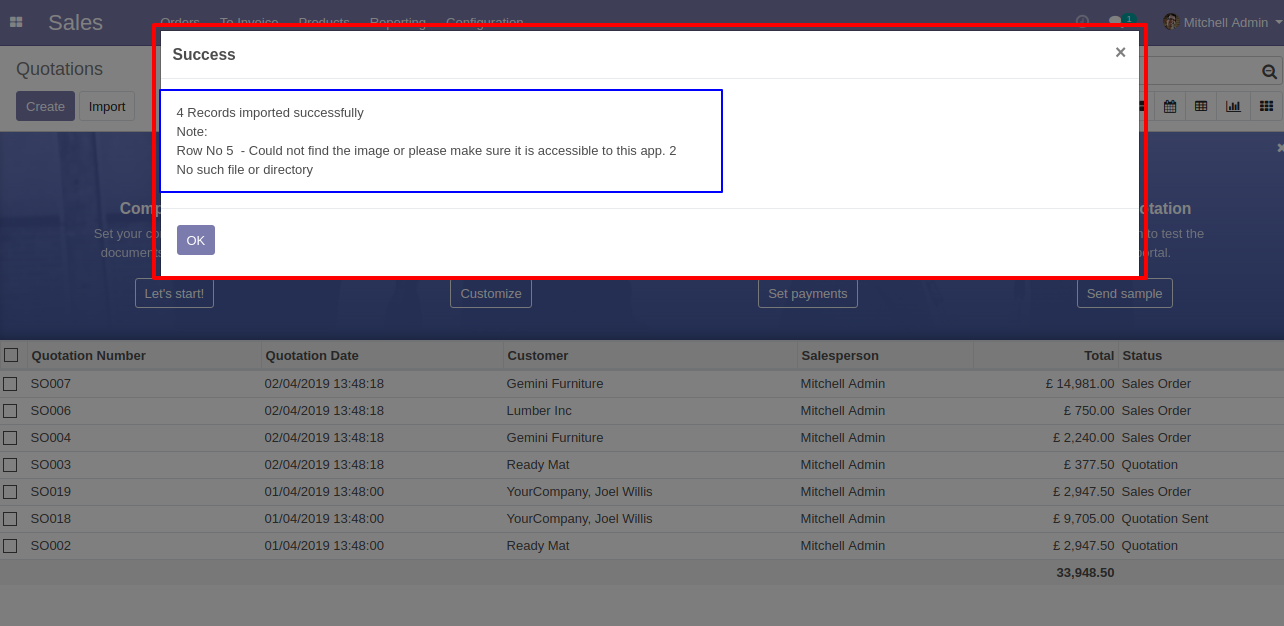 Sales Orders To Invoice Products Reporting Configuration 1 Mitchell Admin
Success ×
Quotations
Create Import
4 Records imported successfully
Note:
Row No 5  - Could not find the image or please make sure it is accessible to this app. 2
No such file or directory
OK
Comp
tation
Set your co
to test the
document
ortal.
Let's start! Customize Set payments Send sample
Quotation Number Quotation Date Customer Salesperson Total Status
SO007 02/04/2019 13:48:18 Gemini Furniture Mitchell Admin £ 14,981.00 Sales Order
SO006 02/04/2019 13:48:18 Lumber Inc Mitchell Admin £ 750.00 Sales Order
SO004 02/04/2019 13:48:18 Gemini Furniture Mitchell Admin £ 2,240.00 Sales Order
SO003 02/04/2019 13:48:18 Ready Mat Mitchell Admin £ 377.50 Quotation
SO019 01/04/2019 13:48:00 YourCompany, Joel Willis Mitchell Admin £ 2,947.50 Sales Order
SO018 01/04/2019 13:48:00 YourCompany, Joel Willis Mitchell Admin £ 9,705.00 Quotation Sent
SO002 01/04/2019 13:48:00 Ready Mat Mitchell Admin £ 2,947.50 Quotation
33,948.50